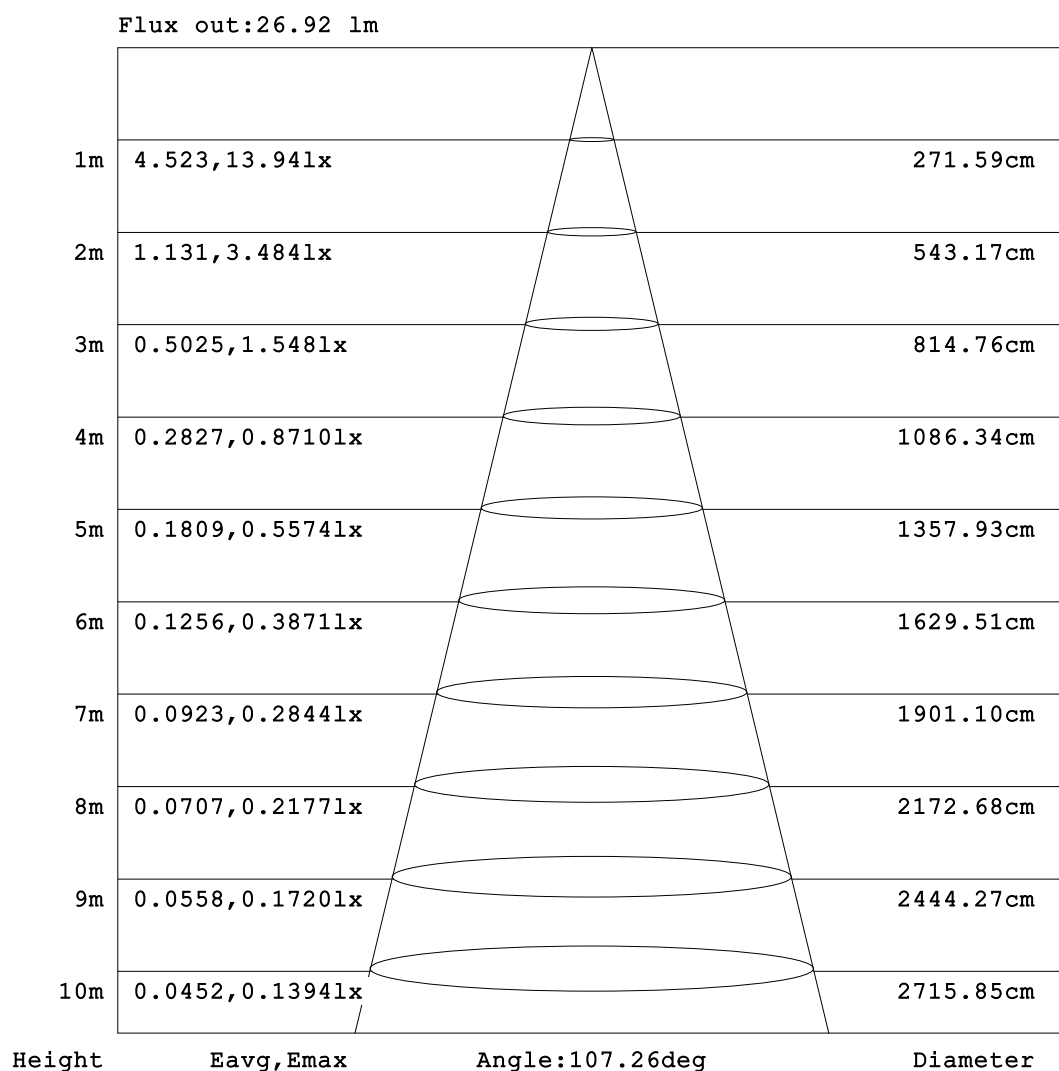 Flux out:26.92 lm
1m 4.523,13.94lx 271.59cm
2m 1.131,3.484lx 543.17cm
3m 0.5025,1.548lx 814.76cm
4m 0.2827,0.8710lx 1086.34cm
5m 0.1809,0.5574lx 1357.93cm
6m 0.1256,0.3871lx 1629.51cm
7m 0.0923,0.2844lx 1901.10cm
8m 0.0707,0.2177lx 2172.68cm
9m 0.0558,0.1720lx 2444.27cm
10m 0.0452,0.1394lx 2715.85cm
Height Eavg,Emax Angle:107.26deg Diameter